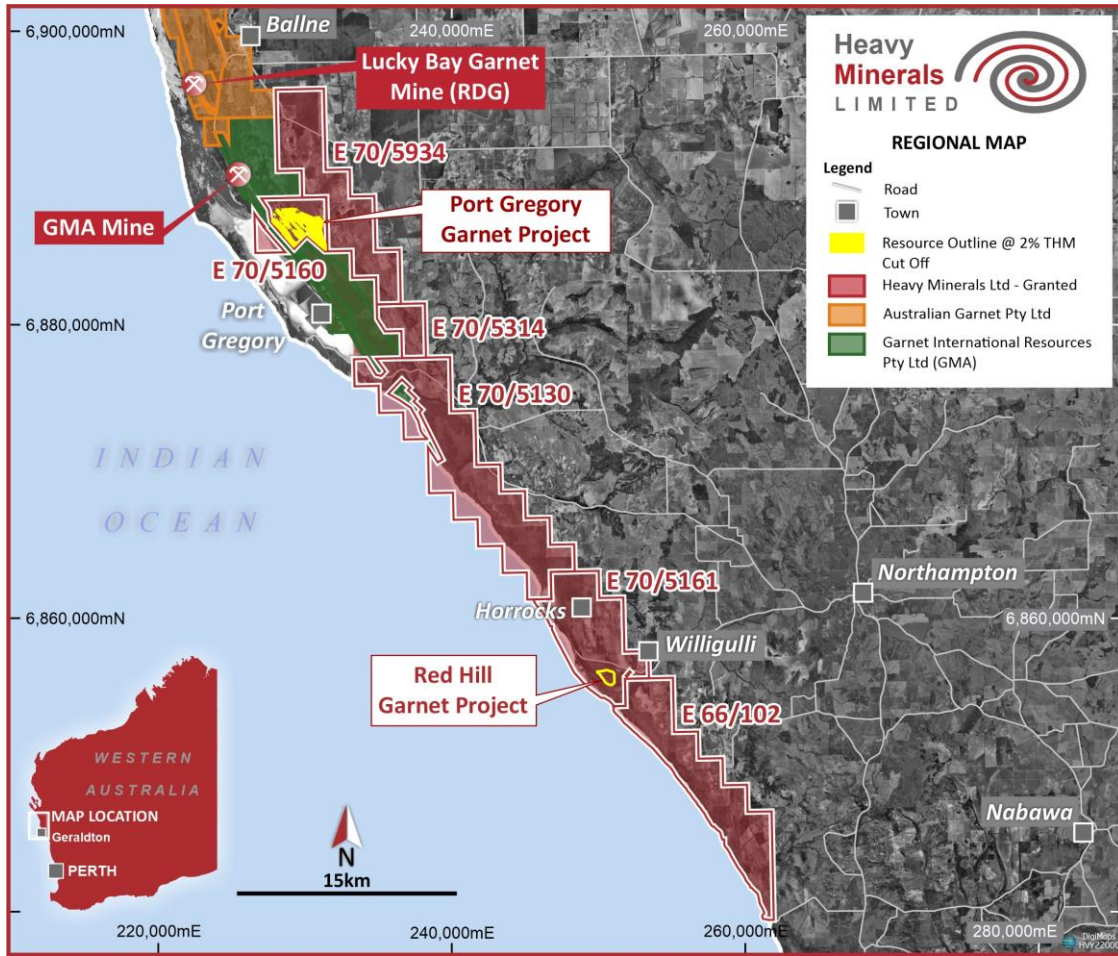 6,900,000mN
Ballne
240,000mE
260,000mE
Lucky Bay Garnet
Mine (RDG)
Heavy
Minerals
LIMITED
REGIONAL MAP
Legend
Road
Town
Resource Outline @ 2% THM
Cut Off
Heavy Minerals Ltd - Granted
Australian Garnet Pty Ltd
Garnet International Resources
Pty Ltd (GMA)
E 70/5934
GMA Mine
Port Gregory
Garnet Project
E 70/5160
Port
Gregory
6,880,000mN
E 70/5314
E 70/5130
INDIAN
OCEAN
E 70/5161
Northampton
Horrocks
6,860,000mN
6,860,000mN
Willigulli
Red Hill
Garnet Project
E 66/102
WESTERN
AUSTRALIA
MAP LOCATION
Geraldton
PERTH
N
15km
Nabawa
220,000mE
240,000mE
260,000mE
280,000mE
DigiMaps
HVY22000